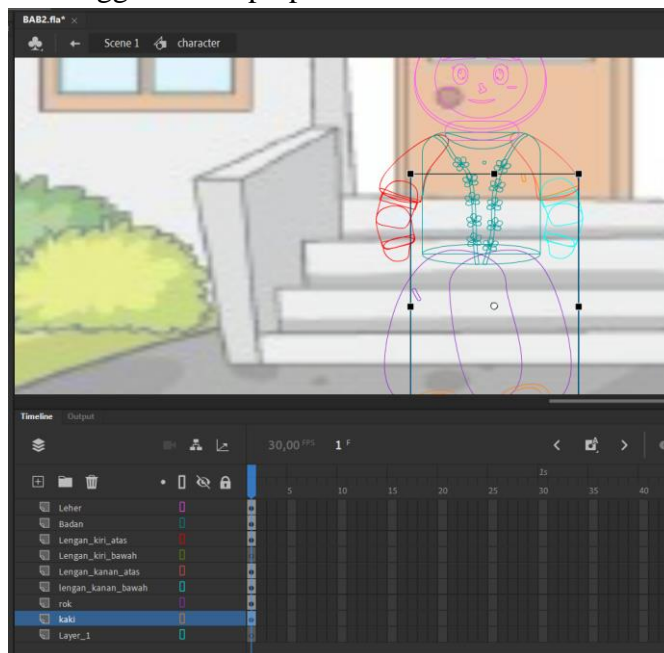 BAB2.fla* ×
Scene 1 character
Timeline Output
30,00 FPS 1 F
1s
5 10 15 20 25 30 35 40
Leher
Badan
Lengan_kiri_atas
Lengan_kiri_bawah
Lengan_kanan_atas
lengan_kanan_bawah
rok
kaki
Layer_1